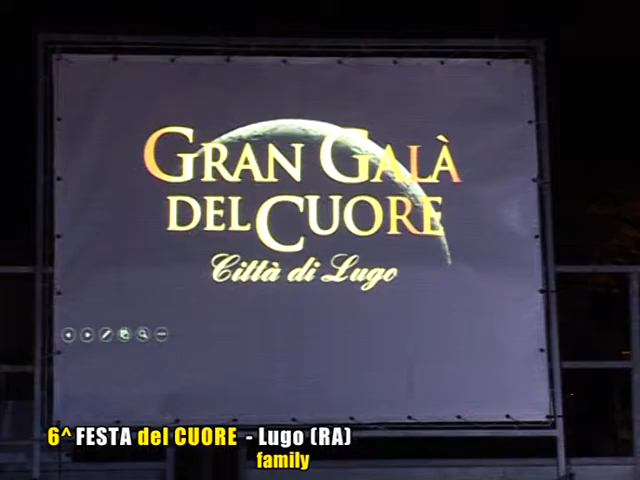 GRAN GALÀ
DEL CUORE
Città di Lugo
6^ FESTA del CUORE - Lugo (RA)
family